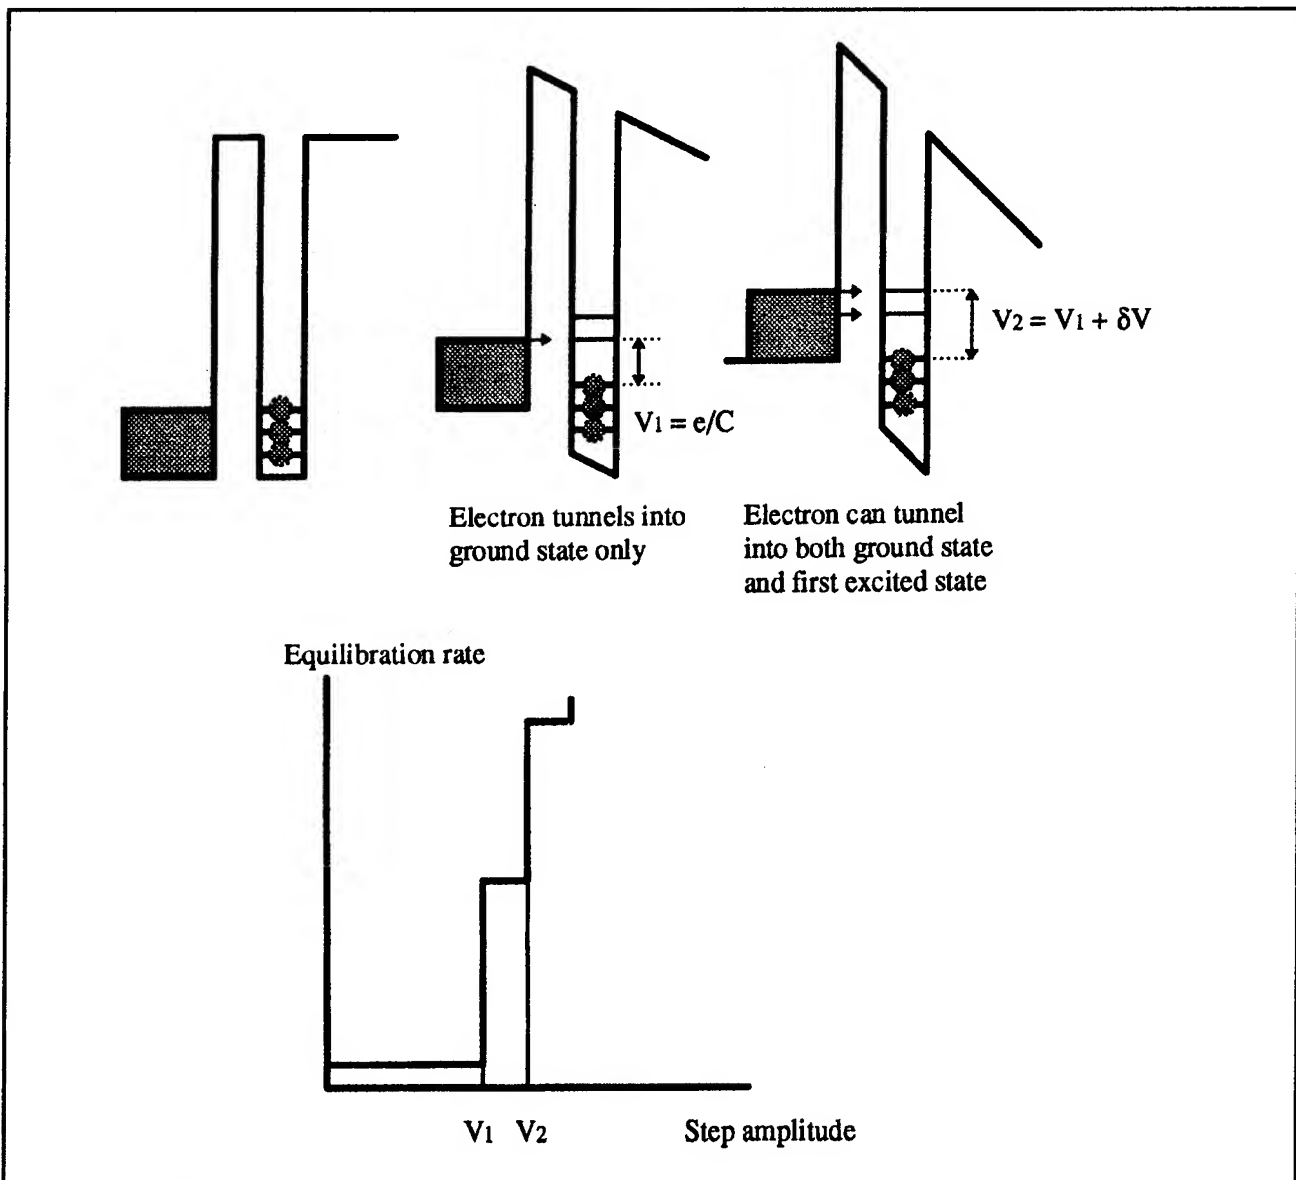 V2 = V1 + δV
V1 = e/C
Electron tunnels into
ground state only
Electron can tunnel
into both ground state
and first excited state
Equilibration rate
V1 V2 Step amplitude